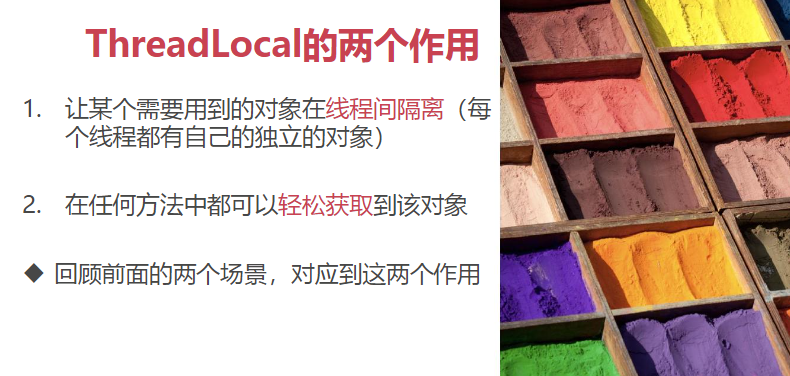 ThreadLocal的两个作用
1. 让某个需要用到的对象在线程间隔离（每
个线程都有自己的独立的对象）
2. 在任何方法中都可以轻松获取到该对象
◆ 回顾前面的两个场景，对应到这两个作用